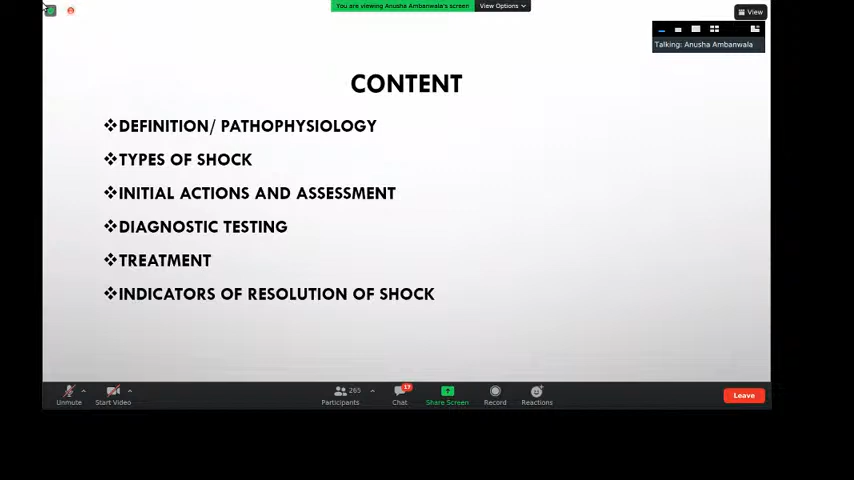 You are viewing Anusha Ambanwala's screen
View Options
View
Talking: Anusha Ambanwala
CONTENT
❖DEFINITION/ PATHOPHYSIOLOGY
❖TYPES OF SHOCK
❖INITIAL ACTIONS AND ASSESSMENT
❖DIAGNOSTIC TESTING
❖TREATMENT
❖INDICATORS OF RESOLUTION OF SHOCK
265
17
Unmute
Start Video
Participants
Chat
Share Screen
Record
Reactions
Leave